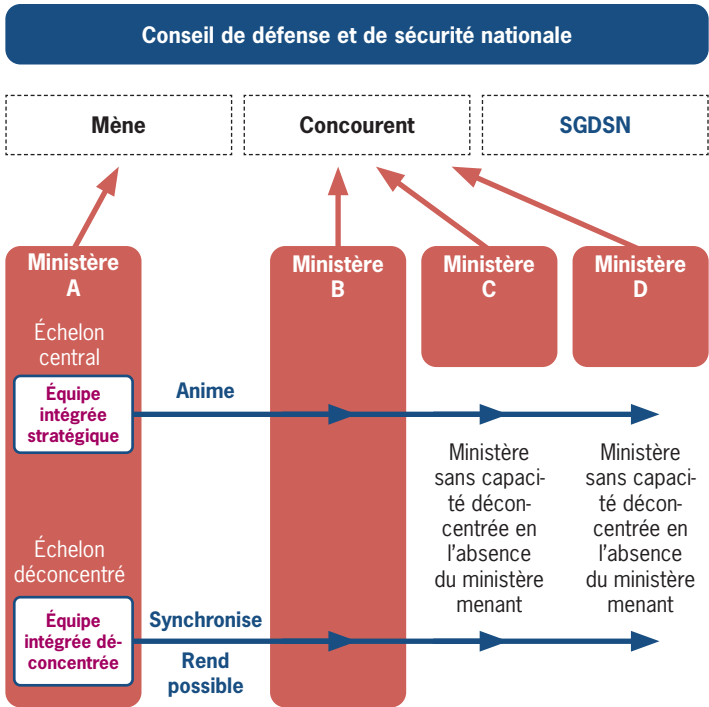 Conseil de défense et de sécurité nationale
Mène
Concourent
SGDSN
Ministère
A
Ministère
B
Ministère
C
Ministère
D
Échelon
central
Équipe
intégrée
stratégique
Anime
Ministère
sans capaci-
té décon-
centrée en
l'absence
du ministère
menant
Ministère
sans capaci-
té décon-
centrée en
l'absence
du ministère
menant
Échelon
déconcentré
Équipe
intégrée dé-
concentrée
Synchronise
Rend
possible